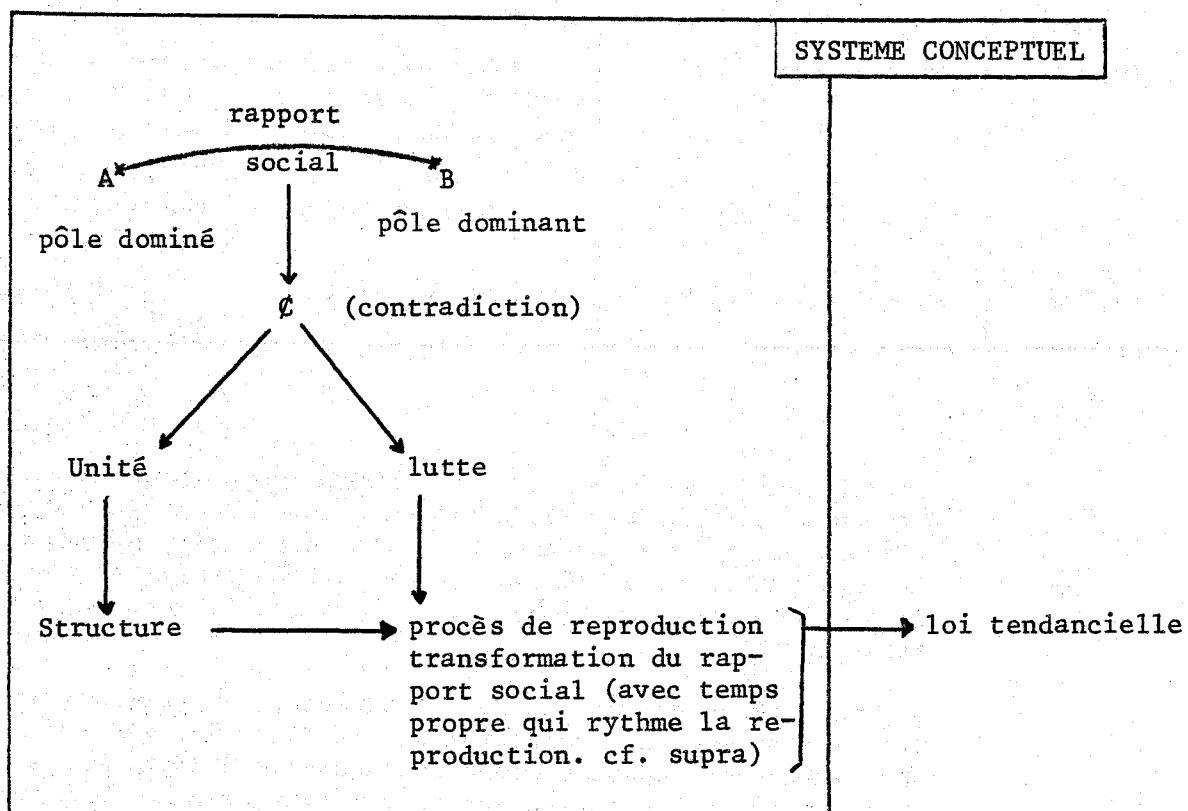 SYSTEME CONCEPTUEL
rapport
social
A
B
pôle dominé
pôle dominant
₡ (contradiction)
Unité
lutte
Structure
procès de reproduction
transformation du rap-
port social (avec temps
propre qui rythme la re-
production. cf. supra)
loi tendancielle